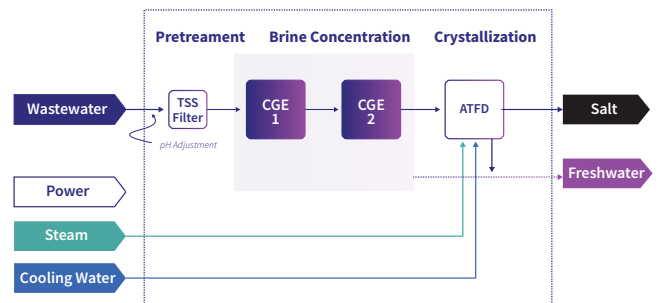 Pretreament
Brine Concentration
Crystallization
Wastewater
TSS
Filter
CGE
1
CGE
2
ATFD
Salt
pH Adjustment
Freshwater
Power
Steam
Cooling Water